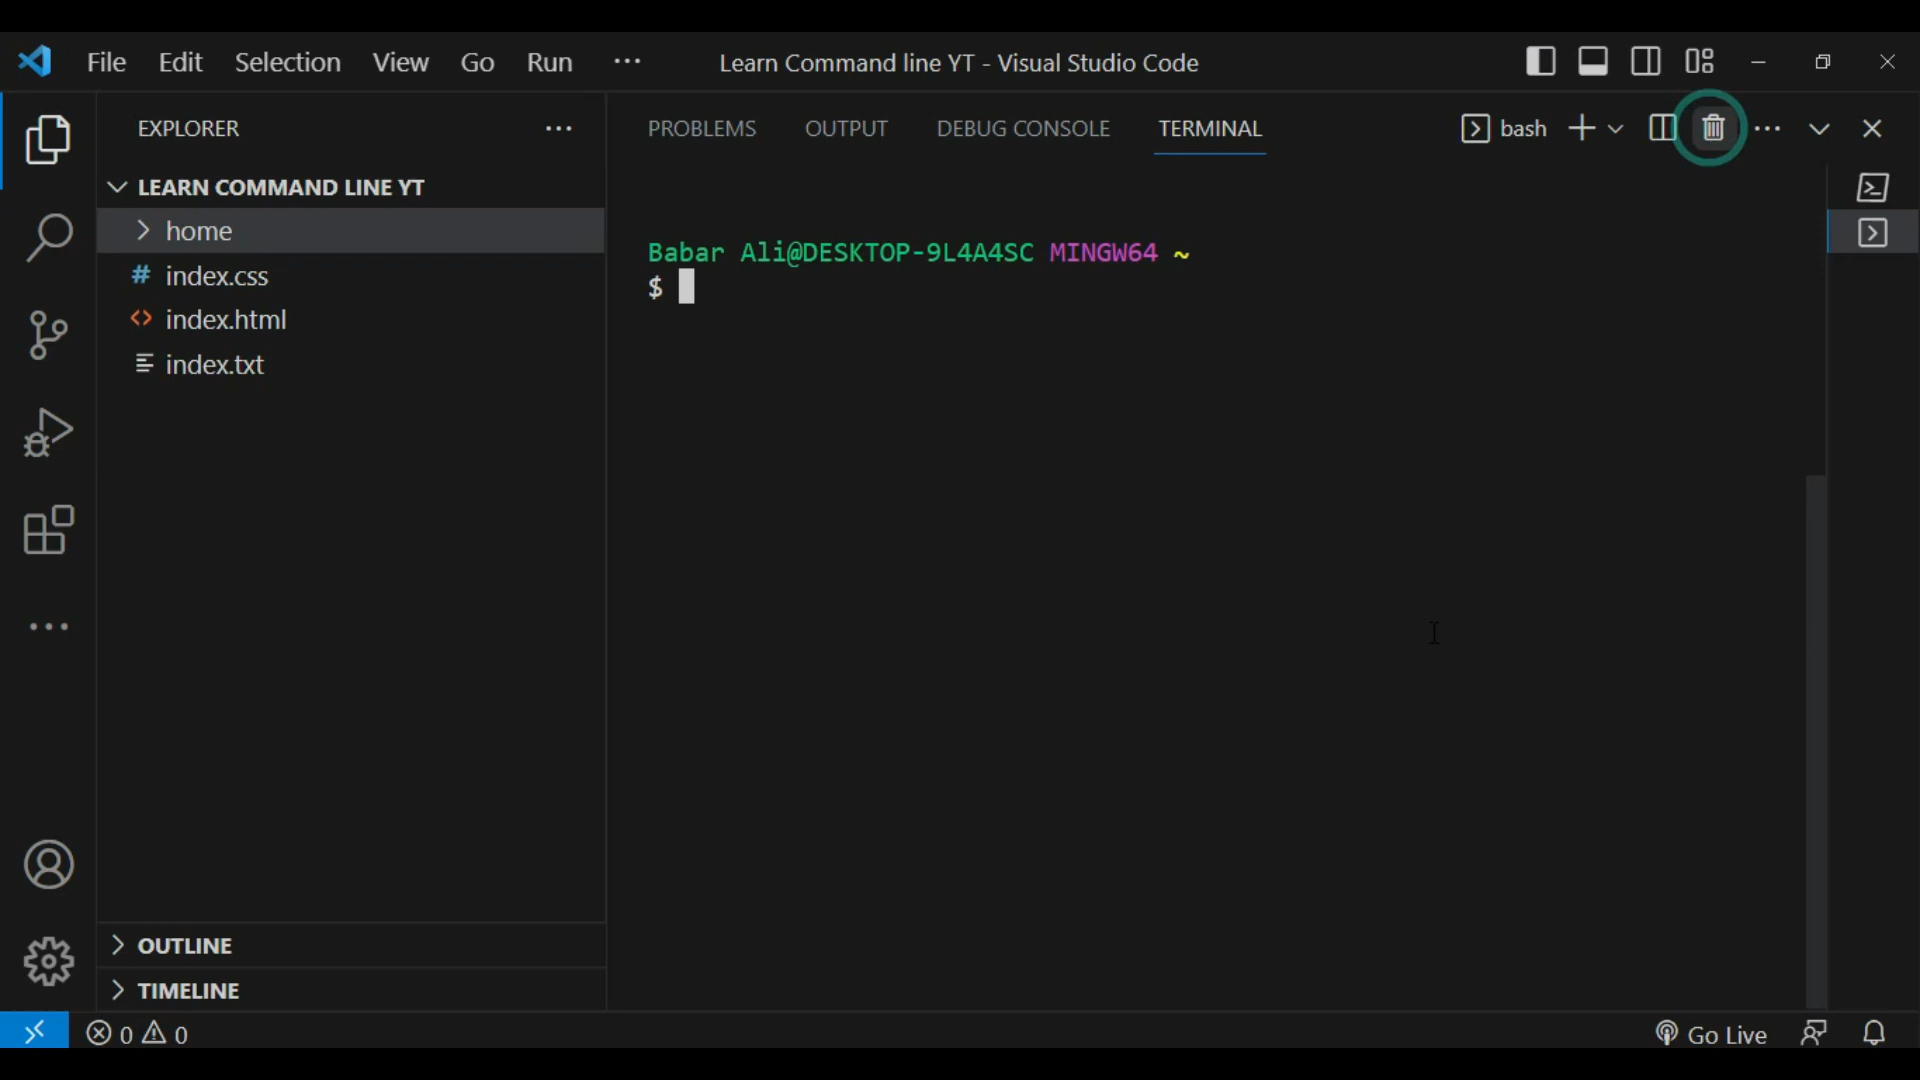 File Edit Selection View Go Run ··· Learn Command line YT - Visual Studio Code
EXPLORER ···
PROBLEMS OUTPUT DEBUG CONSOLE TERMINAL bash
LEARN COMMAND LINE YT
home
# index.css
<> index.html
index.txt
Babar Ali@DESKTOP-9L4A4SC MINGW64 ~
$
OUTLINE
TIMELINE
0 0 Go Live